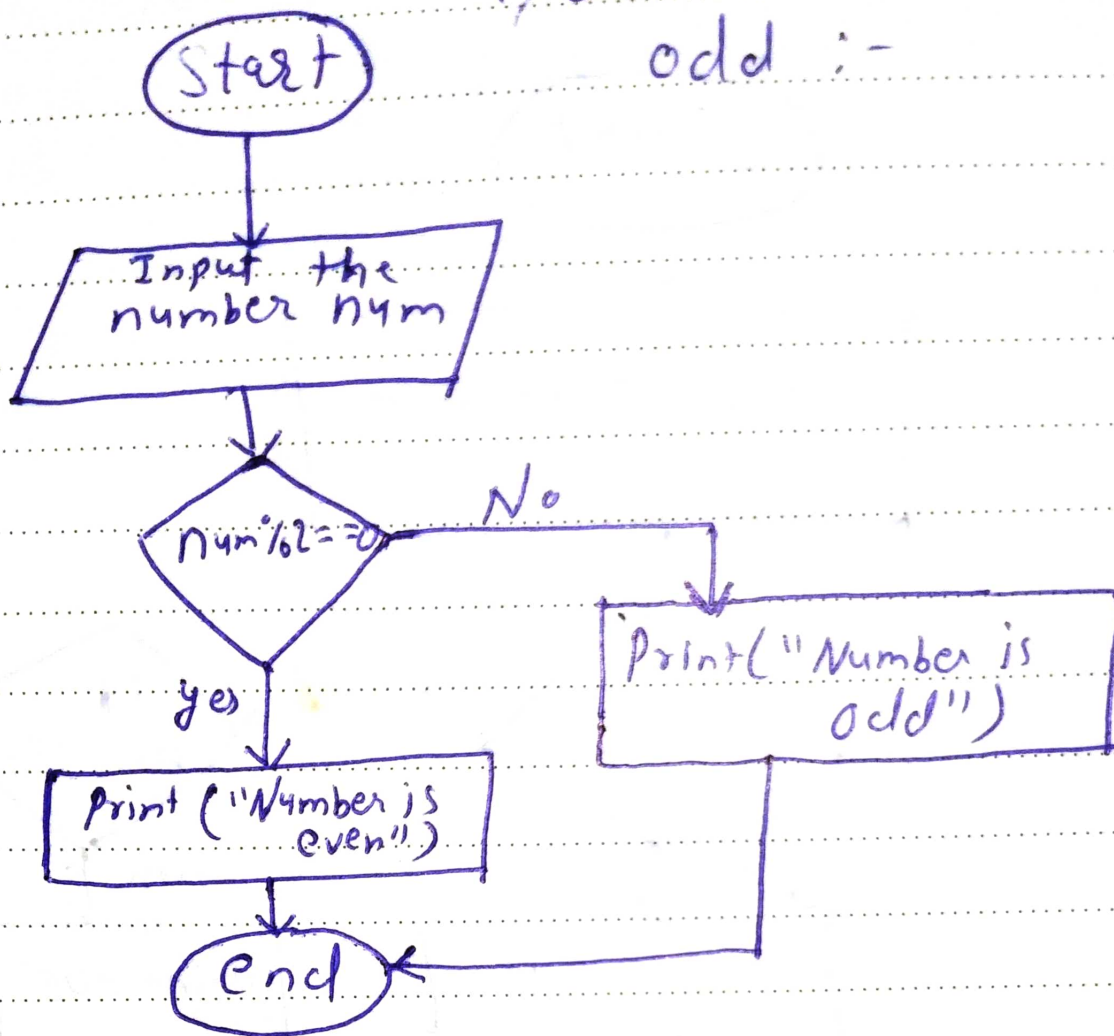 odd :-
Start
Input the
number num
num%2==0
No
Print("Number is
odd")
yes
Print ("Number is
even")
end